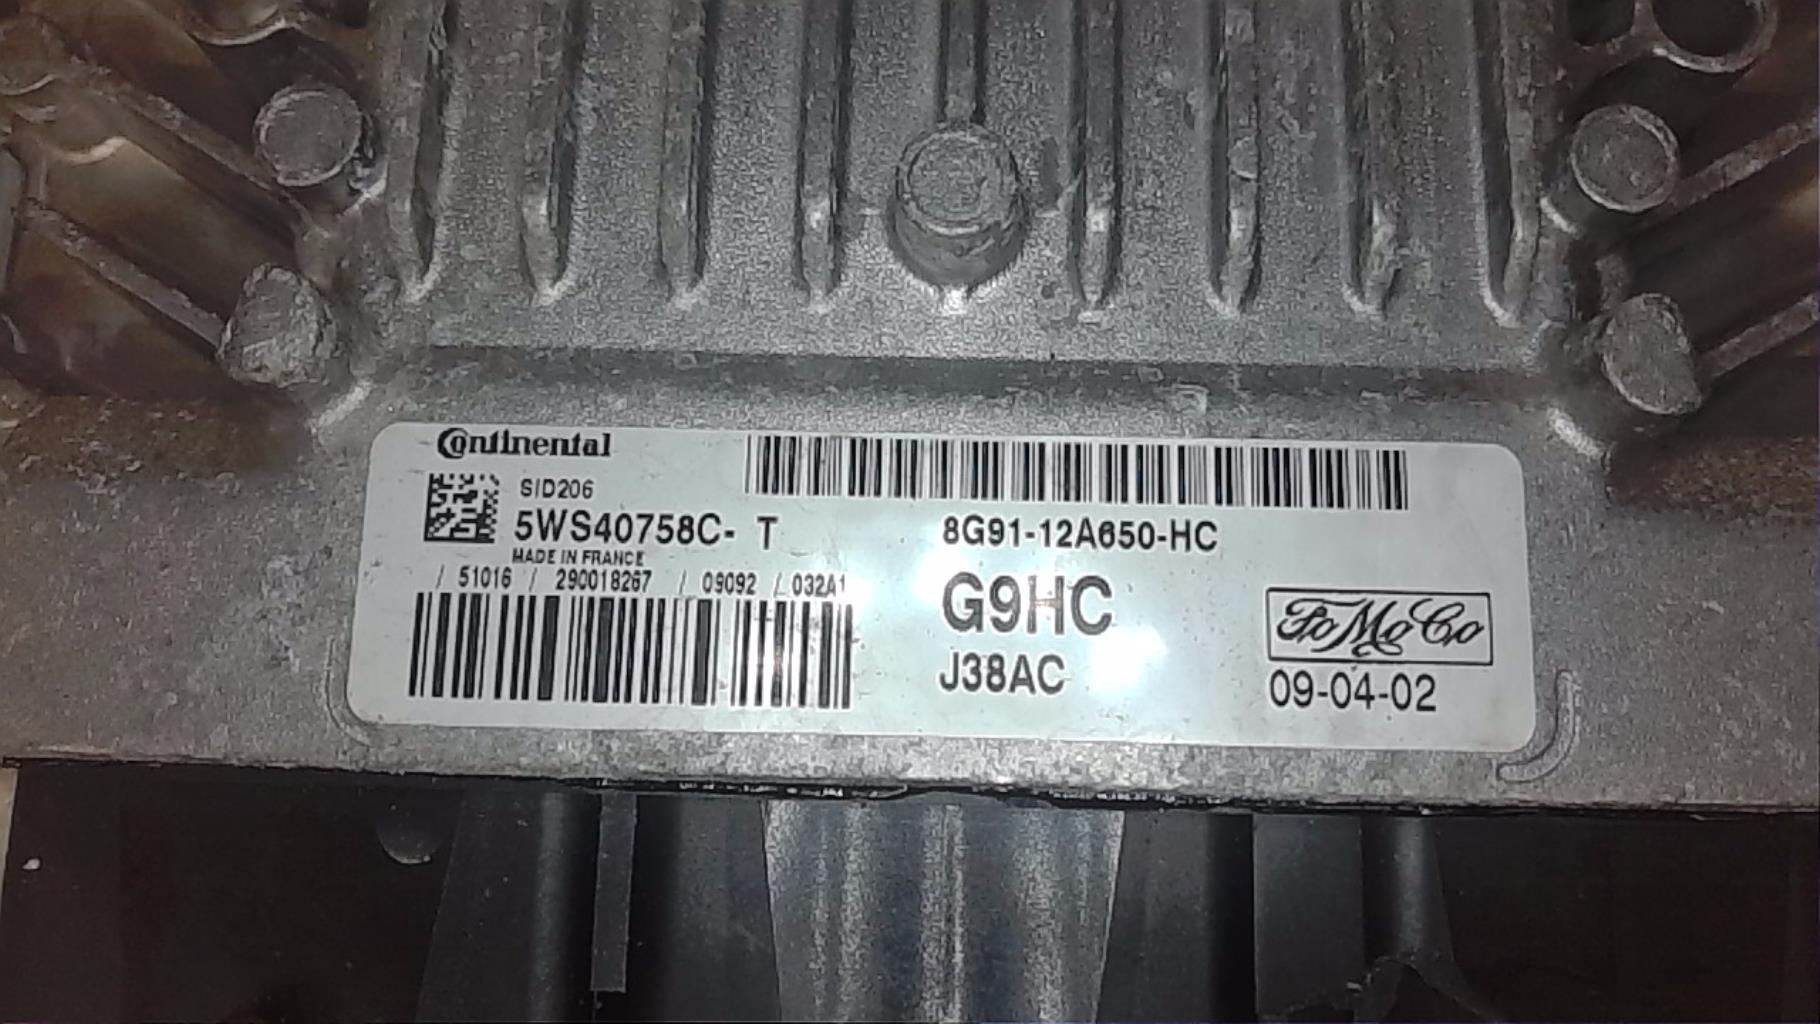 Continental
SID206
5WS40758C- T
MADE IN FRANCE
/ 51016 / 290018267 / 09092 / 032A1
8G91-12A650-HC
G9HC
J38AC
FoMoCo
09-04-02